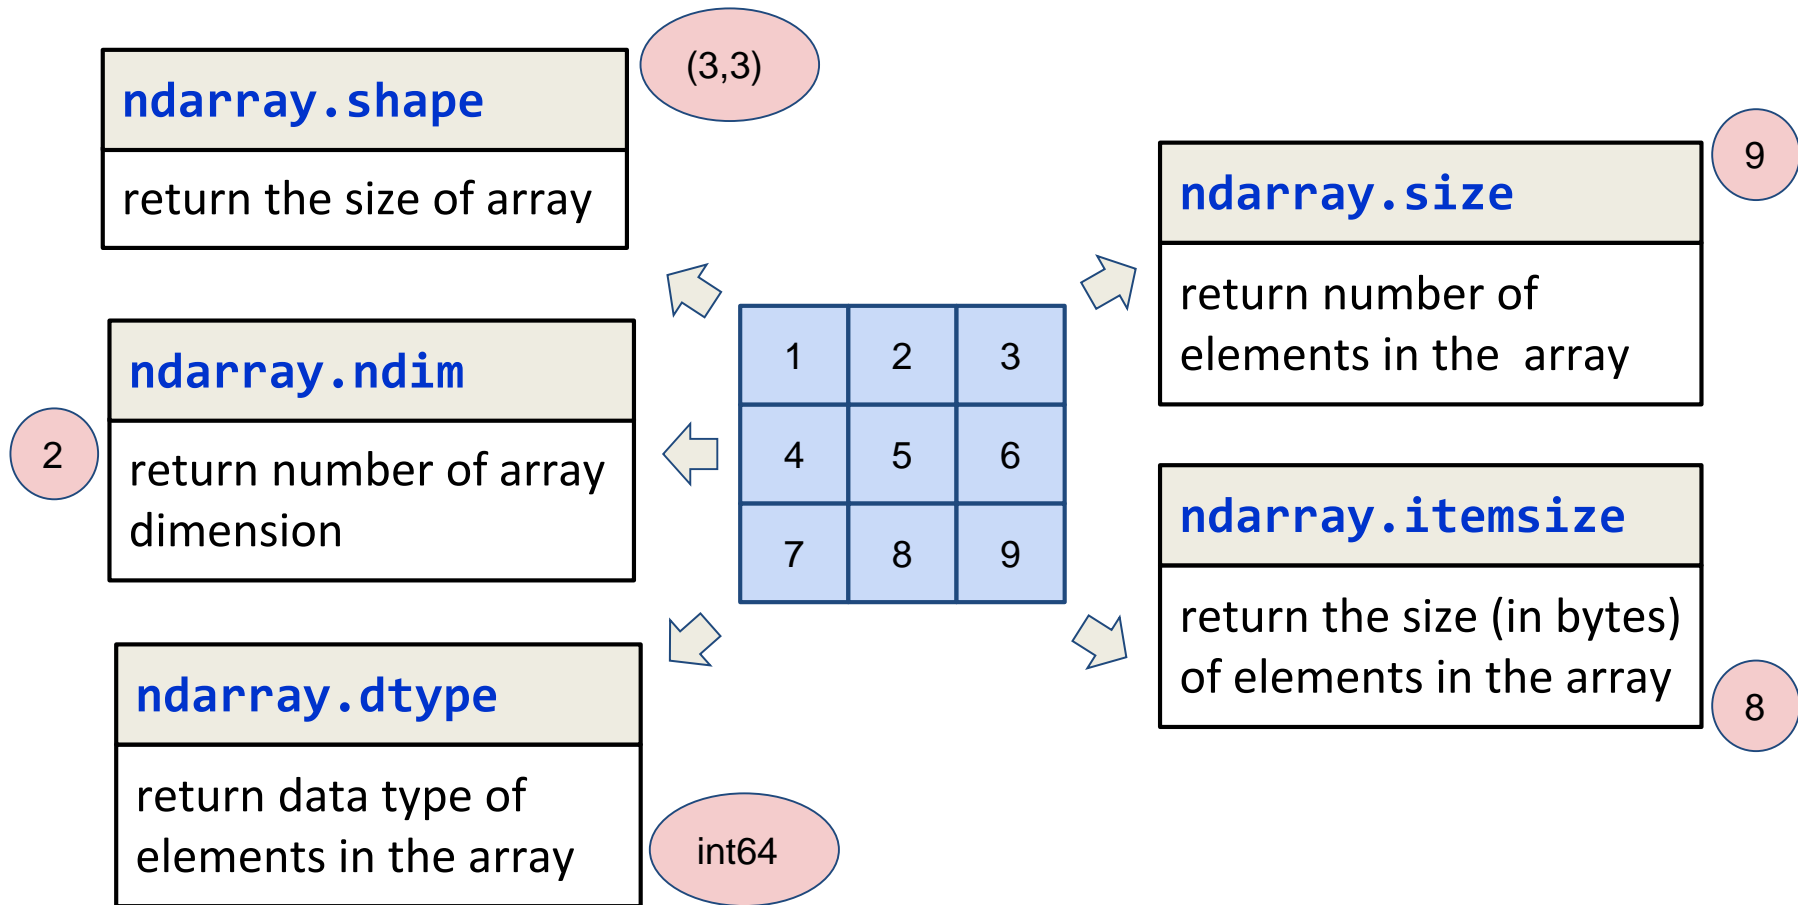 (3,3)
ndarray.shape
return the size of array
ndarray.ndim
2
return number of array
dimension
ndarray.dtype
return data type of
elements in the array
int64
1 2 3
4 5 6
7 8 9
9
ndarray.size
return number of
elements in the  array
ndarray.itemsize
return the size (in bytes)
of elements in the array
8